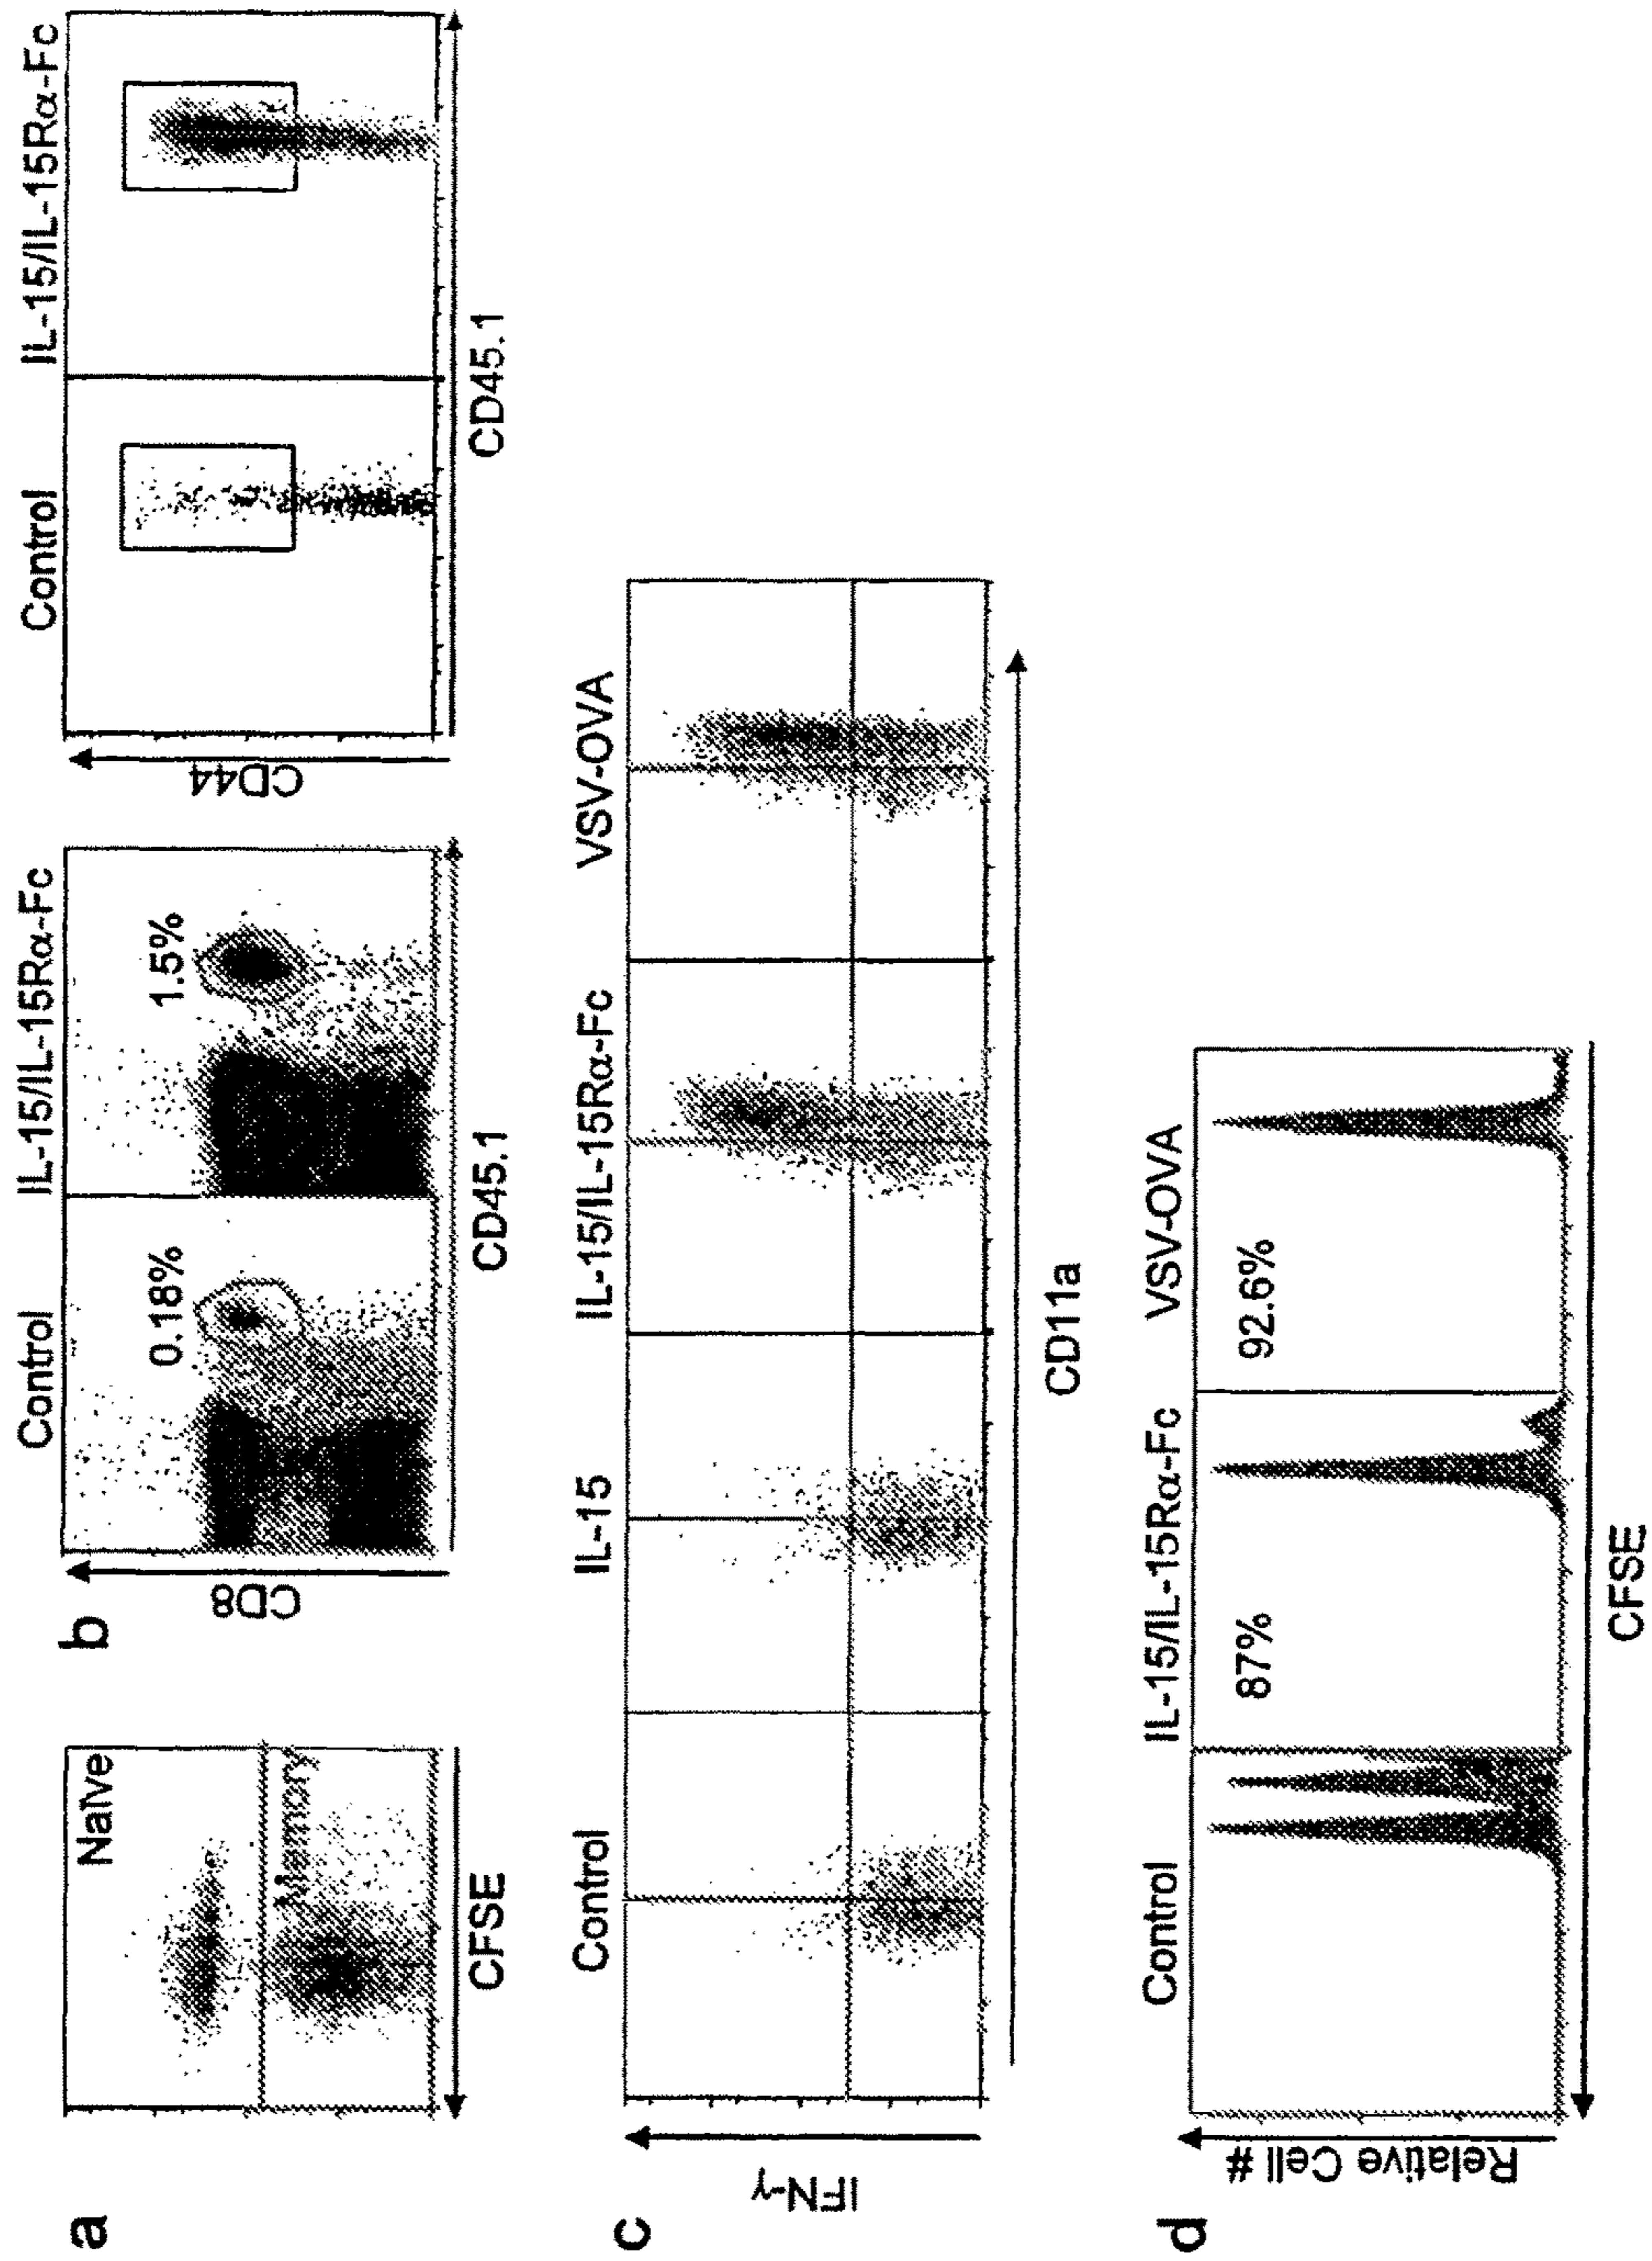 a
Naïve
Memory
CFSE
b
Control
IL-15/IL-15Rα-Fc
0.18%
1.5%
CD8
CD45.1
Control
IL-15/IL-15Rα-Fc
CD44
CD45.1
c
Control
IL-15
IL-15/IL-15Rα-Fc
VSV-OVA
IFN-γ
CD11a
d
Control
IL-15/IL-15Rα-Fc
VSV-OVA
87%
92.6%
Relative Cell #
CFSE